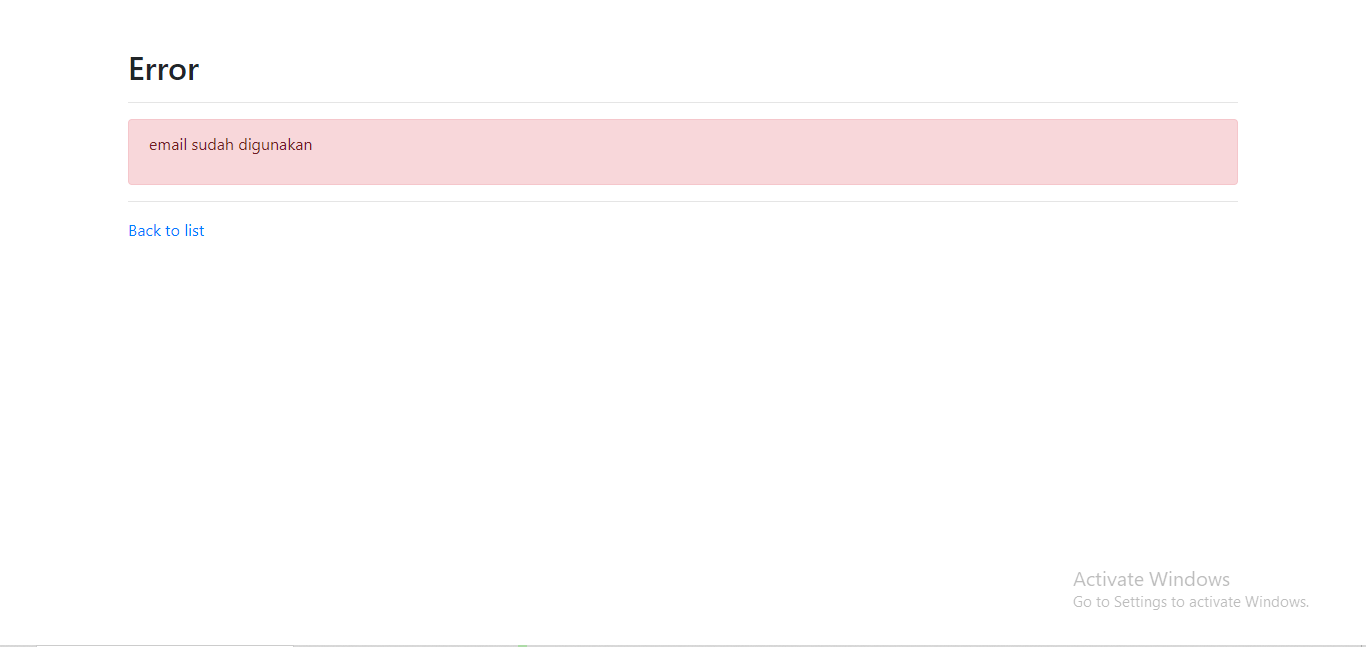 Error
email sudah digunakan
Back to list
Activate Windows
Go to Settings to activate Windows.